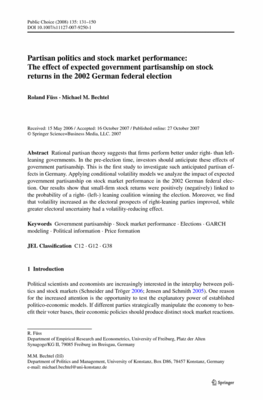 Public Choice (2008) 135: 131–150
DOI 10.1007/s11127-007-9250-1
Partisan politics and stock market performance:
The effect of expected government partisanship on stock
returns in the 2002 German federal election
Roland Füss · Michael M. Bechtel
Received: 15 May 2006 / Accepted: 16 October 2007 / Published online: 27 October 2007
© Springer Science+Business Media, LLC. 2007
Abstract Rational partisan theory suggests that firms perform better under right- than left-
leaning governments. In the pre-election time, investors should anticipate these effects of
government partisanship. This is the first study to investigate such anticipated partisan ef-
fects in Germany. Applying conditional volatility models we analyze the impact of expected
government partisanship on stock market performance in the 2002 German federal elec-
tion. Our results show that small-firm stock returns were positively (negatively) linked to
the probability of a right- (left-) leaning coalition winning the election. Moreover, we find
that volatility increased as the electoral prospects of right-leaning parties improved, while
greater electoral uncertainty had a volatility-reducing effect.
Keywords Government partisanship · Stock market performance · Elections · GARCH
modeling · Political information · Price formation
JEL Classification C12 · G12 · G38
1 Introduction
Political scientists and economists are increasingly interested in the interplay between poli-
tics and stock markets (Schneider and Tröger 2006; Jensen and Schmith 2005). One reason
for the increased attention is the opportunity to test the explanatory power of established
politico-economic models. If different parties strategically manipulate the economy to ben-
efit their voter bases, their economic policies should produce distinct stock market reactions.
R. Füss
Department of Empirical Research and Econometrics, University of Freiburg, Platz der Alten
Synagoge/KG II, 79085 Freiburg im Breisgau, Germany
M.M. Bechtel (✉)
Department of Politics and Management, University of Konstanz, Box D86, 78457 Konstanz, Germany
e-mail: michael.bechtel@uni-konstanz.de
Springer